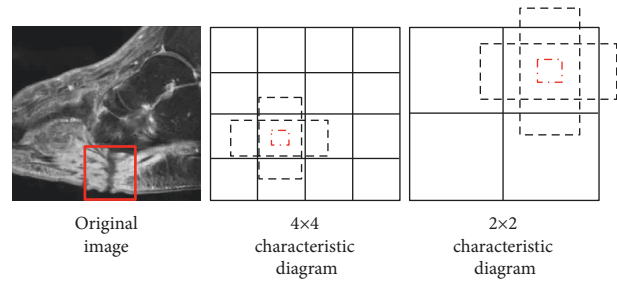 Original
image
4×4
characteristic
diagram
2×2
characteristic
diagram